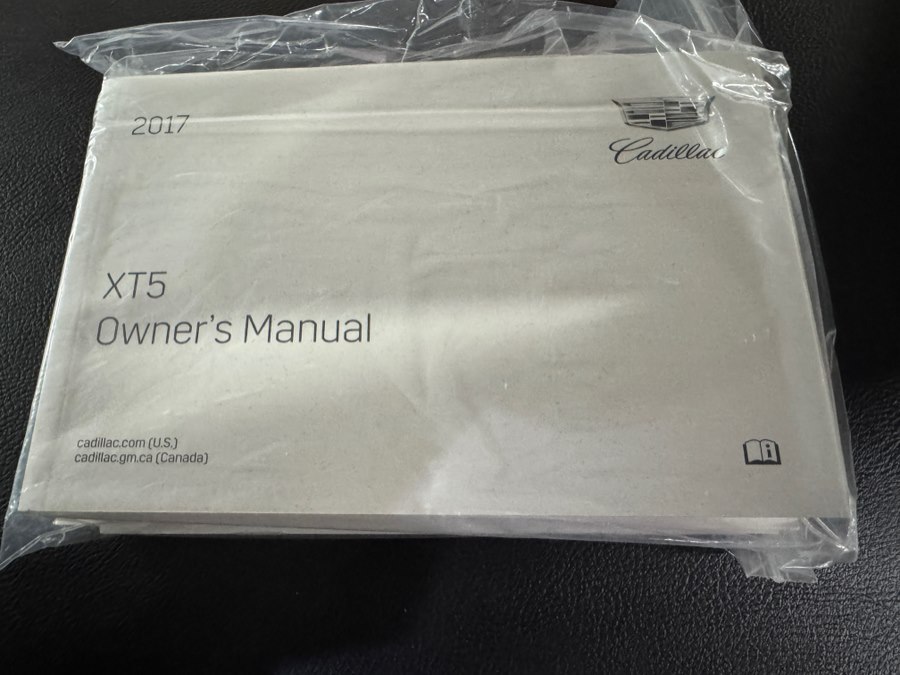 2017
Cadillac
XT5
Owner's Manual
cadillac.com (U.S.)
cadillac.gm.ca (Canada)
i